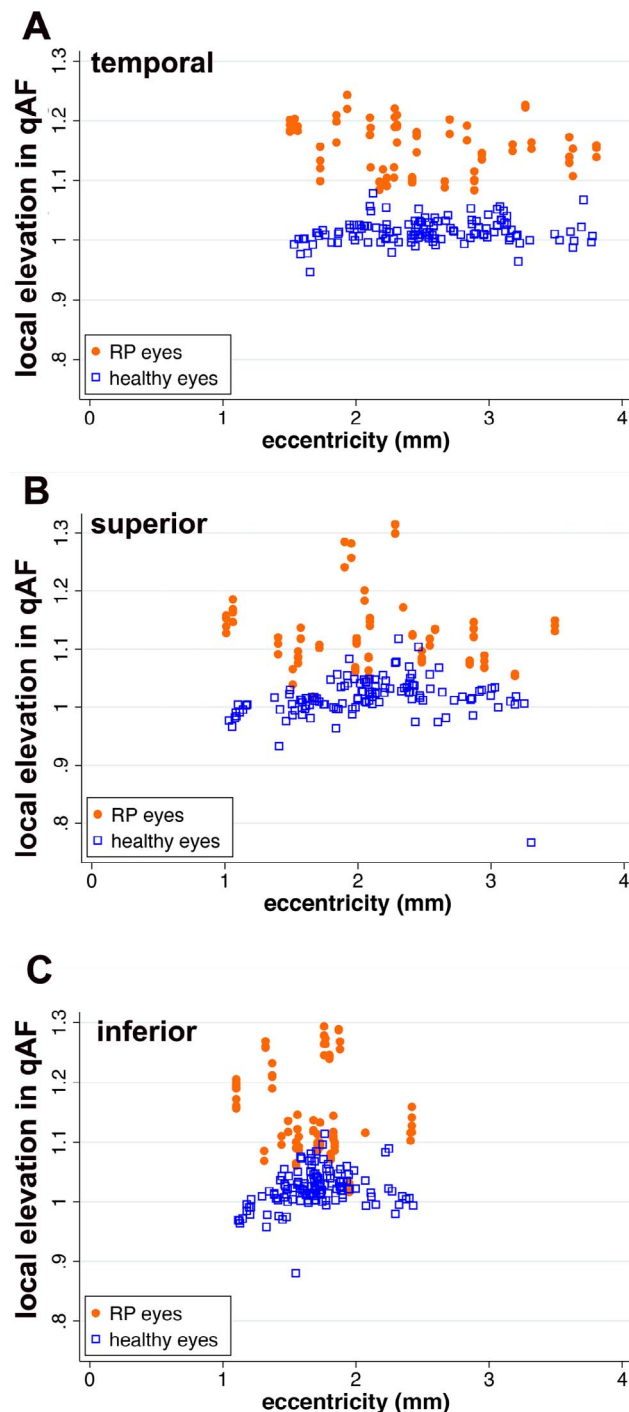 A
temporal
local elevation in qAF
1.3
1.2
1.1
1
.9
.8
RP eyes
healthy eyes
0 1 2 3 4
eccentricity (mm)
B
superior
local elevation in qAF
1.3
1.2
1.1
1
.9
.8
RP eyes
healthy eyes
0 1 2 3 4
eccentricity (mm)
C
inferior
local elevation in qAF
1.3
1.2
1.1
1
.9
.8
RP eyes
healthy eyes
0 1 2 3 4
eccentricity (mm)